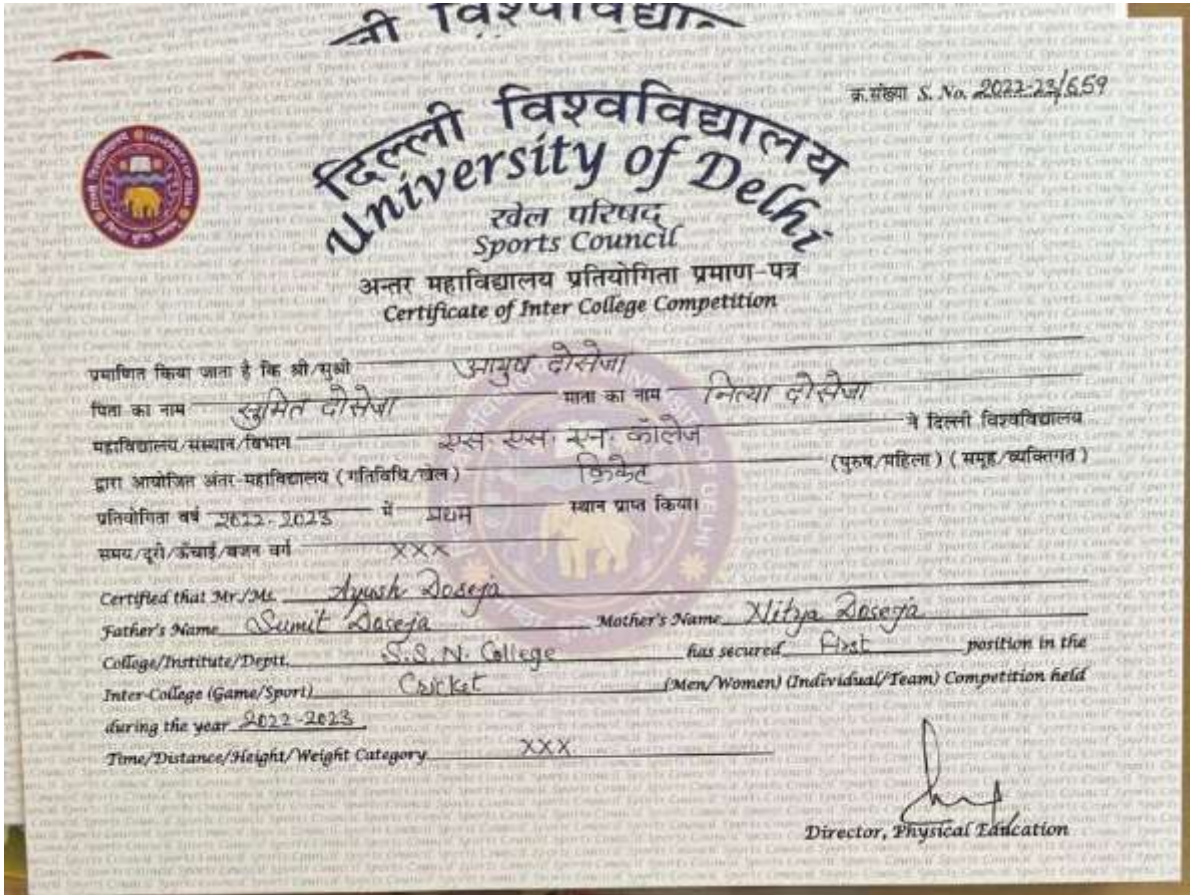 दिल्ली विश्वविद्यालय
क्र.संख्या S. No. 2022-23/659
दिल्ली विश्वविद्यालय
University of Delhi
खेल परिषद्
Sports Council
अन्तर महाविद्यालय प्रतियोगिता प्रमाण-पत्र
Certificate of Inter College Competition
प्रमाणित किया जाता है कि श्री/सुश्री आयुष दोसेजा
पिता का नाम सुमित दोसेजा माता का नाम नित्या दोसेजा
महाविद्यालय/संस्थान/विभाग एस. एस. एन. कॉलेज ने दिल्ली विश्वविद्यालय
द्वारा आयोजित अंतर-महाविद्यालय (गतिविधि/खेल) क्रिकेट (पुरुष/महिला) (समूह/व्यक्तिगत)
प्रतियोगिता वर्ष 2022-2023 में प्रथम स्थान प्राप्त किया।
समय/दूरी/ऊँचाई/वजन वर्ग XXX
Certified that Mr./Ms. Ayush Doseja
Father's Name Sumit Doseja Mother's Name Nitya Doseja
College/Institute/Deptt. S.S.N. College has secured First position in the
Inter-College (Game/Sport) Cricket (Men/Women) (Individual/Team) Competition held
during the year 2022-2023
Time/Distance/Height/Weight Category XXX
Director, Physical Education